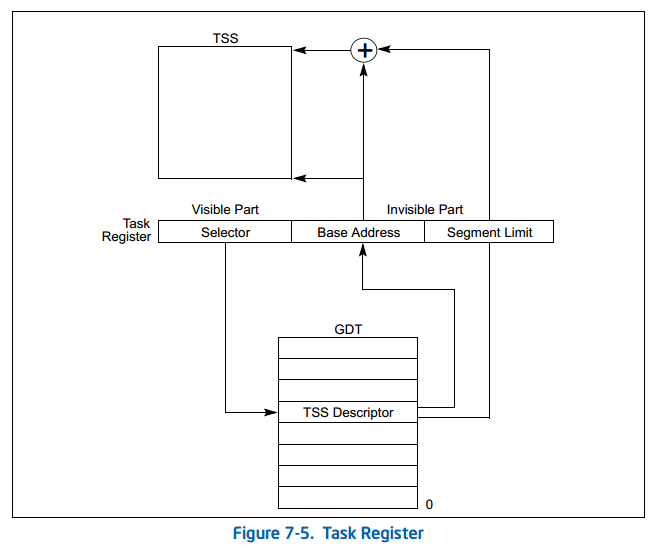 TSS
+
Visible Part
Invisible Part
Task
Register
Selector
Base Address
Segment Limit
GDT
TSS Descriptor
0
Figure 7-5. Task Register